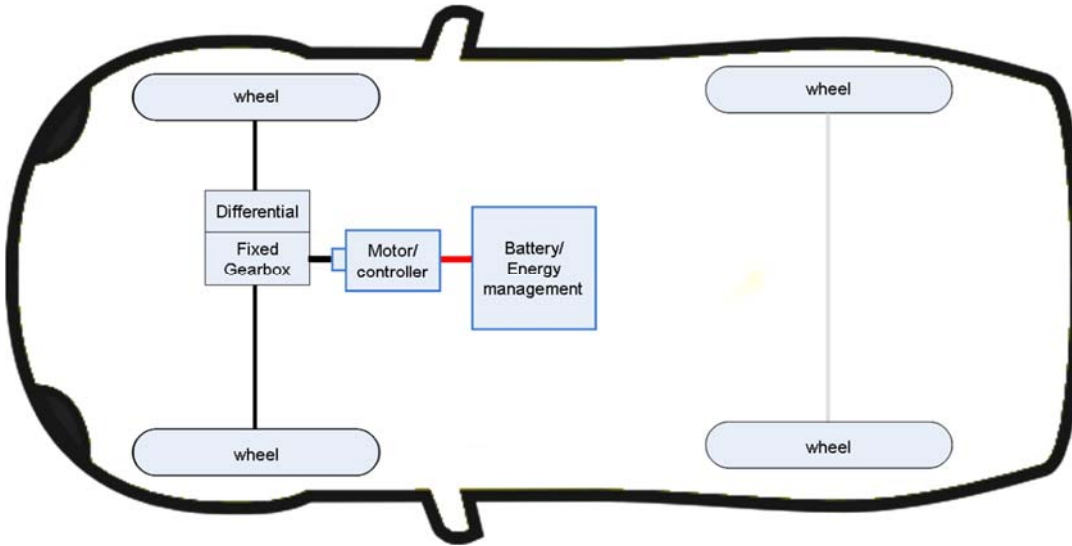 wheel
wheel
Differential
Fixed
Gearbox
Motor/
controller
Battery/
Energy
management
wheel
wheel